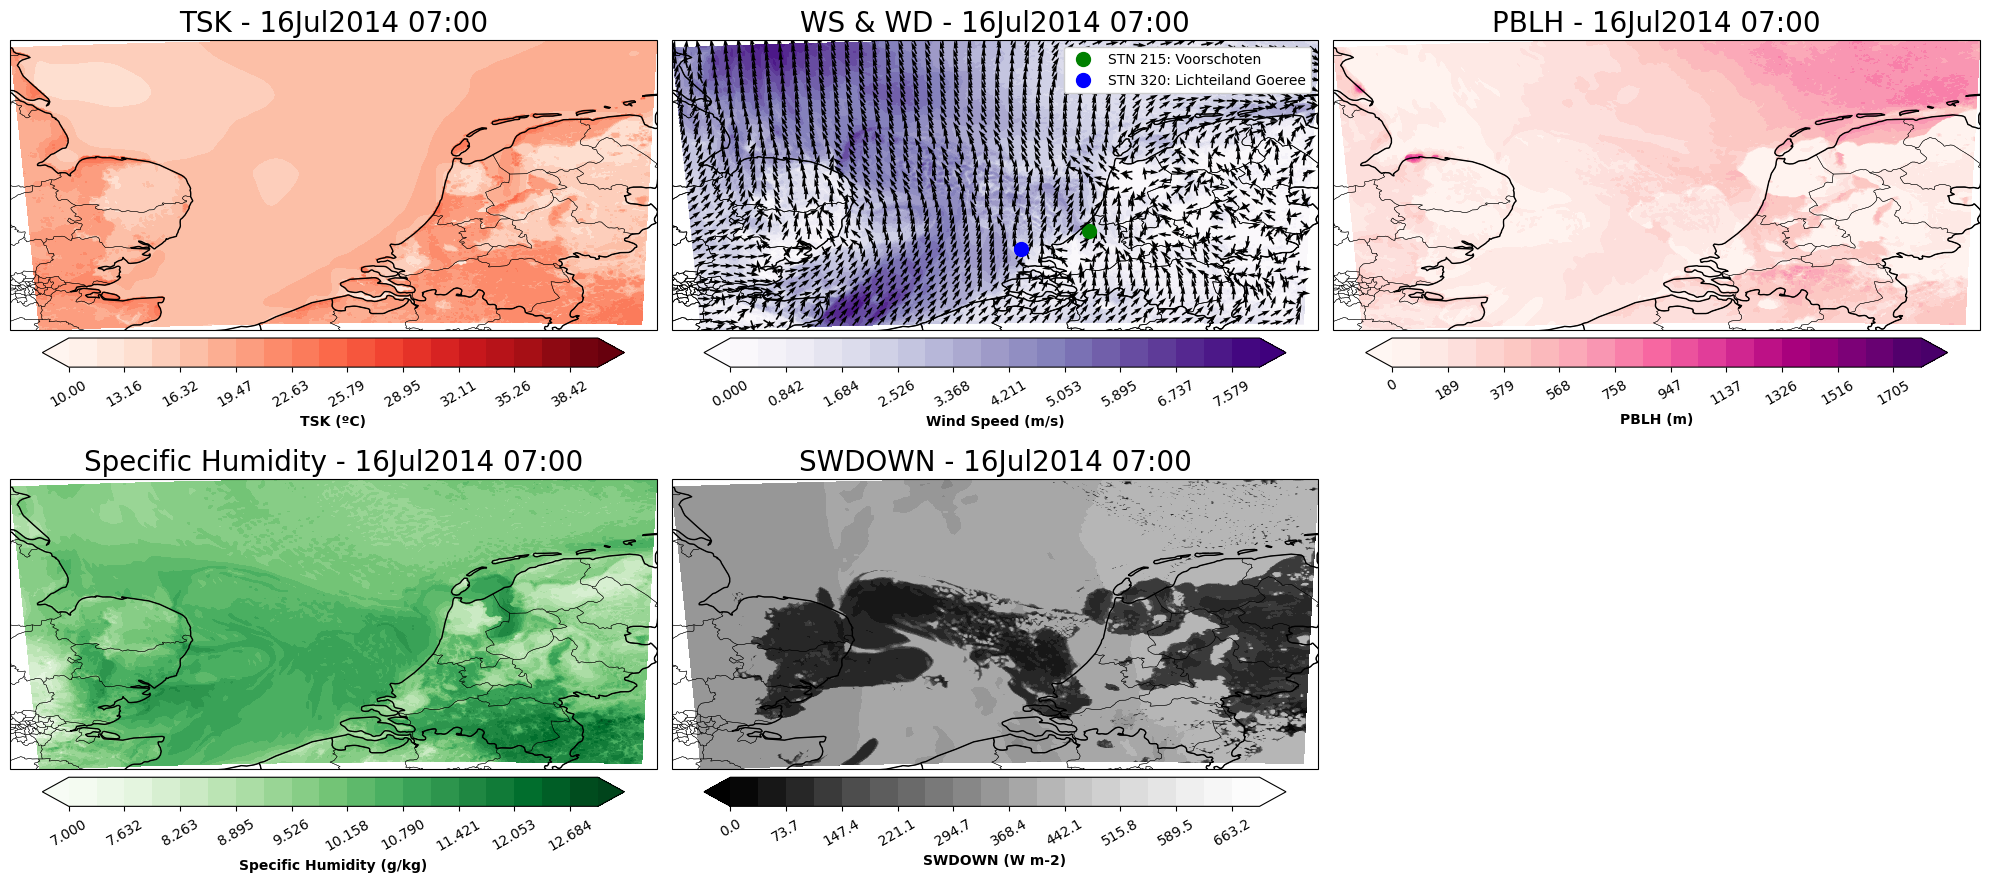 TSK - 16Jul2014 07:00
WS & WD - 16Jul2014 07:00
PBLH - 16Jul2014 07:00
STN 215: Voorschoten
STN 320: Lichteiland Goeree
10.00 13.16 16.32 19.47 22.63 25.79 28.95 32.11 35.26 38.42
TSK (ºC)
0.000 0.842 1.684 2.526 3.368 4.211 5.053 5.895 6.737 7.579
Wind Speed (m/s)
0 189 379 568 758 947 1137 1326 1516 1705
PBLH (m)
Specific Humidity - 16Jul2014 07:00
SWDOWN - 16Jul2014 07:00
7.000 7.632 8.263 8.895 9.526 10.158 10.790 11.421 12.053 12.684
Specific Humidity (g/kg)
0.0 73.7 147.4 221.1 294.7 368.4 442.1 515.8 589.5 663.2
SWDOWN (W m-2)